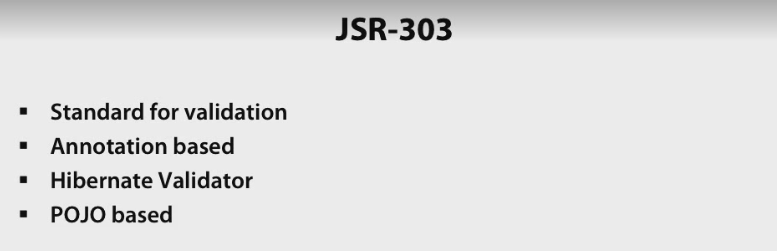 JSR-303
▪ Standard for validation
▪ Annotation based
▪ Hibernate Validator
▪ POJO based